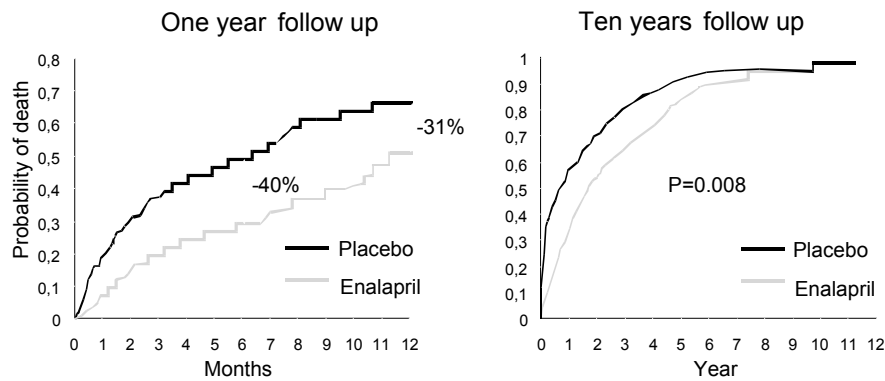 One year follow up
Probability of death
0,8
0,7
0,6
0,5
0,4
0,3
0,2
0,1
0
-31%
-40%
Placebo
Enalapril
0 1 2 3 4 5 6 7 8 9 10 11 12
Months
Ten years follow up
1
0,9
0,8
0,7
0,6
0,5
0,4
0,3
0,2
0,1
P=0.008
Placebo
Enalapril
0 1 2 3 4 5 6 7 8 9 10 11 12
Year